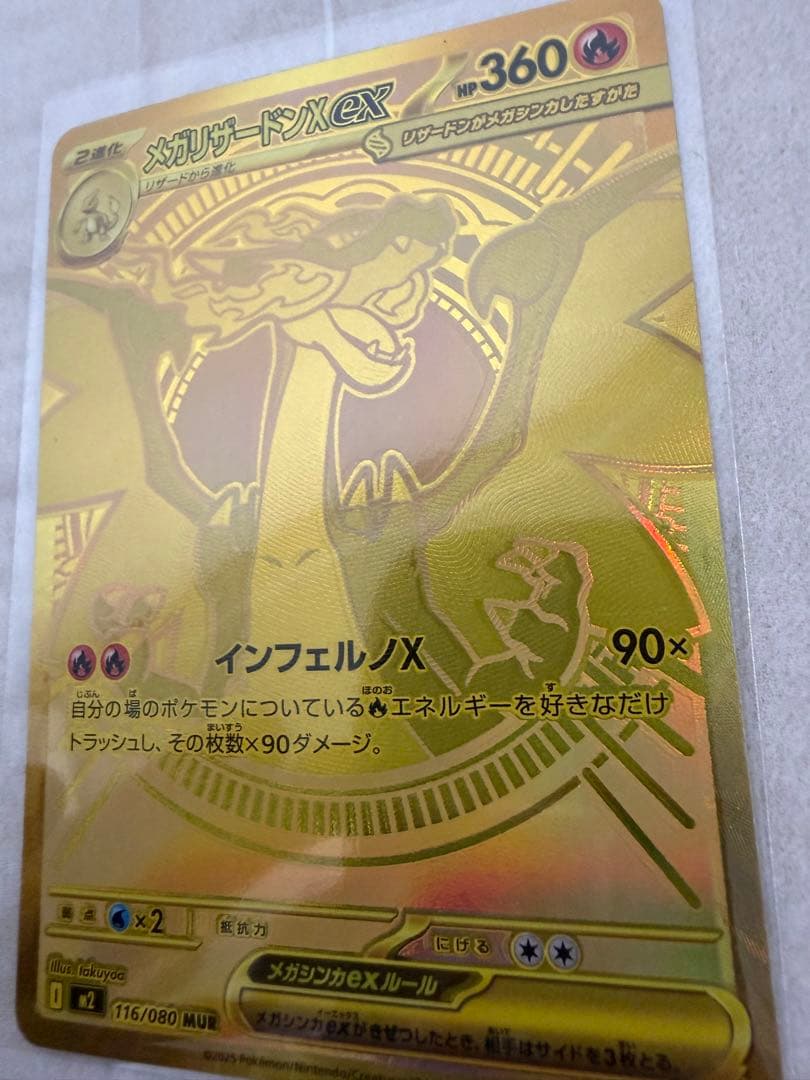 2進化
メガリザードンXex
HP360
リザードから進化
リザードンがメガシンカしたすがた
インフェルノX 90×
自分の場のポケモンについているエネルギーを好きなだけ
トラッシュし、その枚数×90ダメージ。
弱点 ×2 抵抗力 にげる
メガシンカexルール
メガシンカexがきぜつしたとき、相手はサイドを3枚とる。
Illus. takuyoa
I m2 116/080 MUR
©2025 Pokémon/Nintendo/Creatures